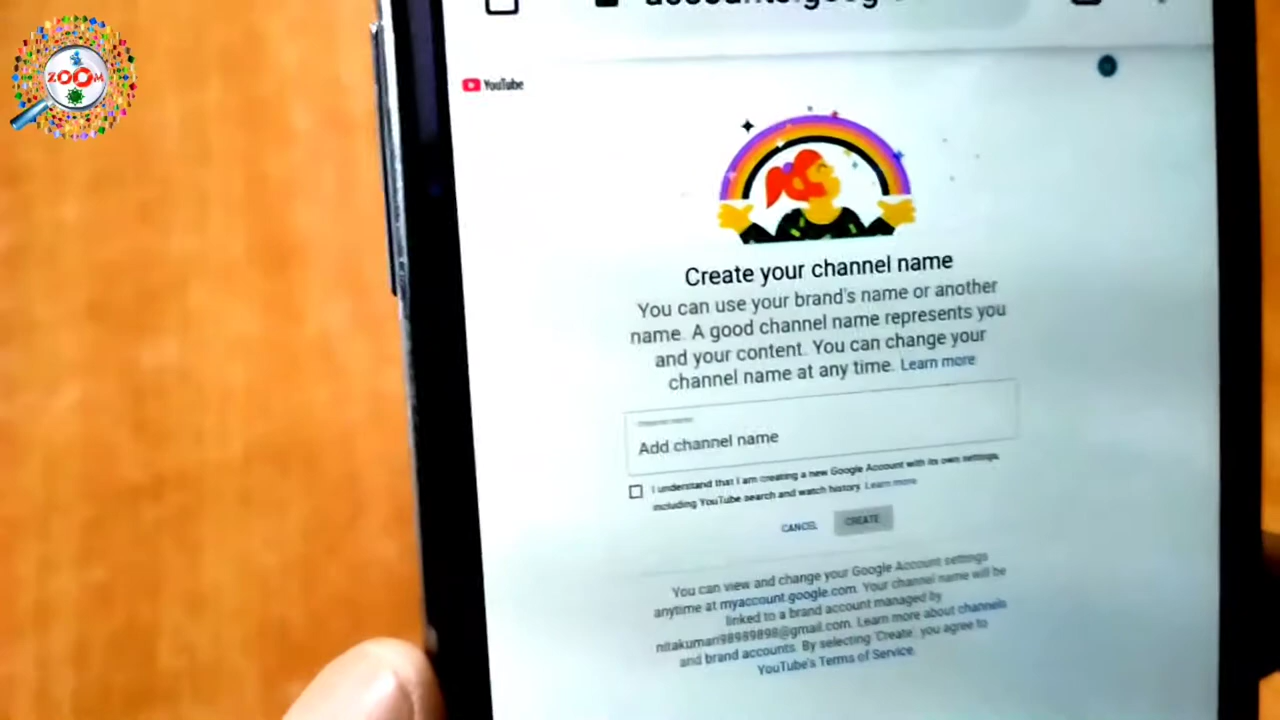 ZOOM
YouTube
Create your channel name
You can use your brand's name or another
name. A good channel name represents you
and your content. You can change your
channel name at any time. Learn more
Add channel name
I understand that I am creating a new Google Account with its own settings,
including YouTube search and watch history. Learn more
CANCEL CREATE
You can view and change your Google Account settings
anytime at myaccount.google.com. Your channel name will be
linked to a brand account managed by
nitakumari98989898@gmail.com. Learn more about channels
and brand accounts. By selecting 'Create', you agree to
YouTube's Terms of Service.